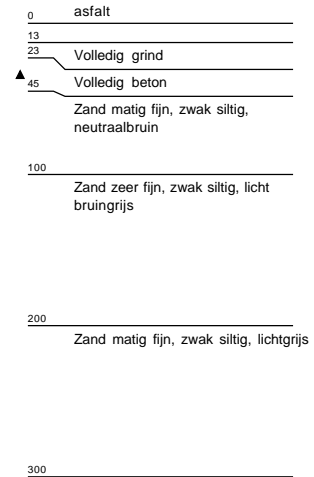 0 asfalt
13
23 Volledig grind
45 Volledig beton
Zand matig fijn, zwak siltig,
neutraalbruin
100
Zand zeer fijn, zwak siltig, licht
bruingrijs
200
Zand matig fijn, zwak siltig, lichtgrijs
300